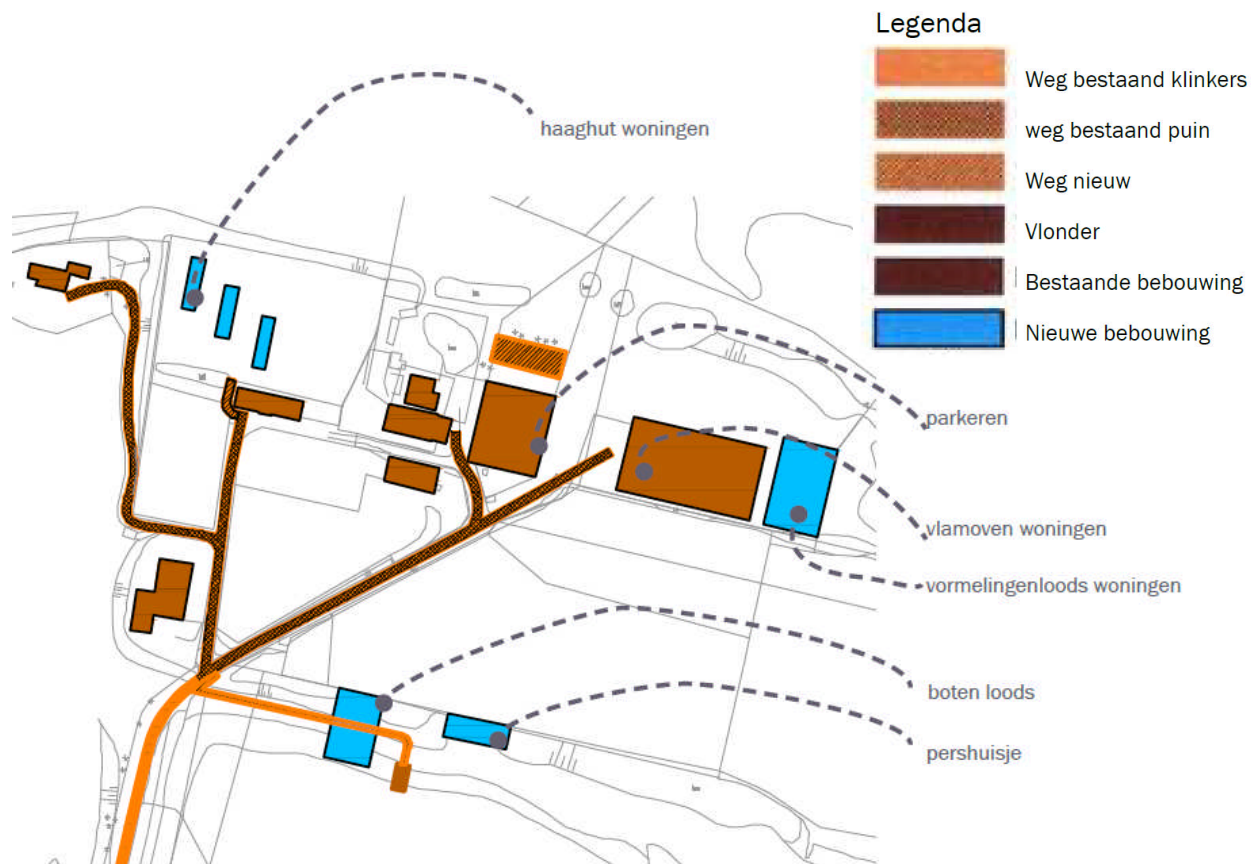 Legenda
Weg bestaand klinkers
weg bestaand puin
Weg nieuw
Vlonder
Bestaande bebouwing
Nieuwe bebouwing
haaghut woningen
parkeren
vlamoven woningen
vormelingenloods woningen
boten loods
pershuisje